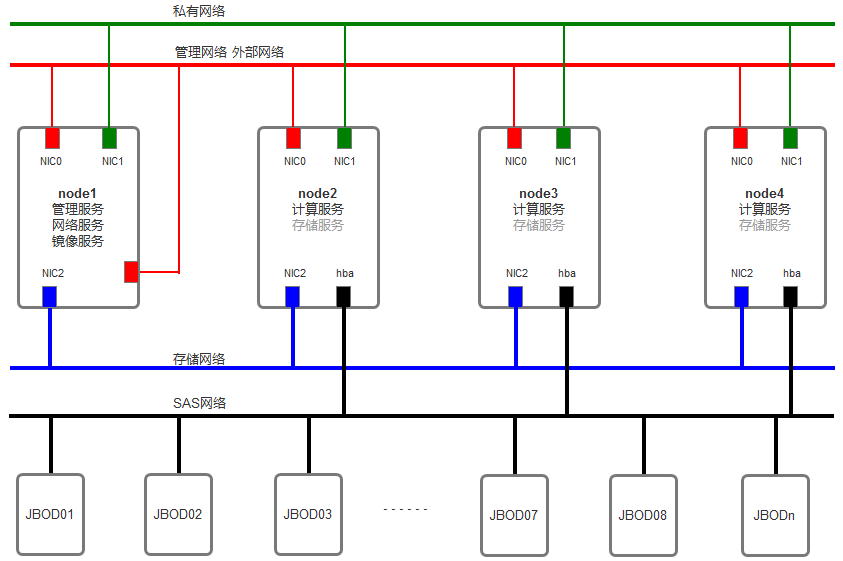 私有网络
管理网络 外部网络
NIC0 NIC1 NIC0 NIC1 NIC0 NIC1 NIC0 NIC1
node1 node2 node3 node4
管理服务 计算服务 计算服务 计算服务
网络服务 存储服务 存储服务 存储服务
镜像服务
NIC2 NIC2 hba NIC2 hba NIC2 hba
存储网络
SAS网络
JBOD01 JBOD02 JBOD03 - - - - - - JBOD07 JBOD08 JBODn